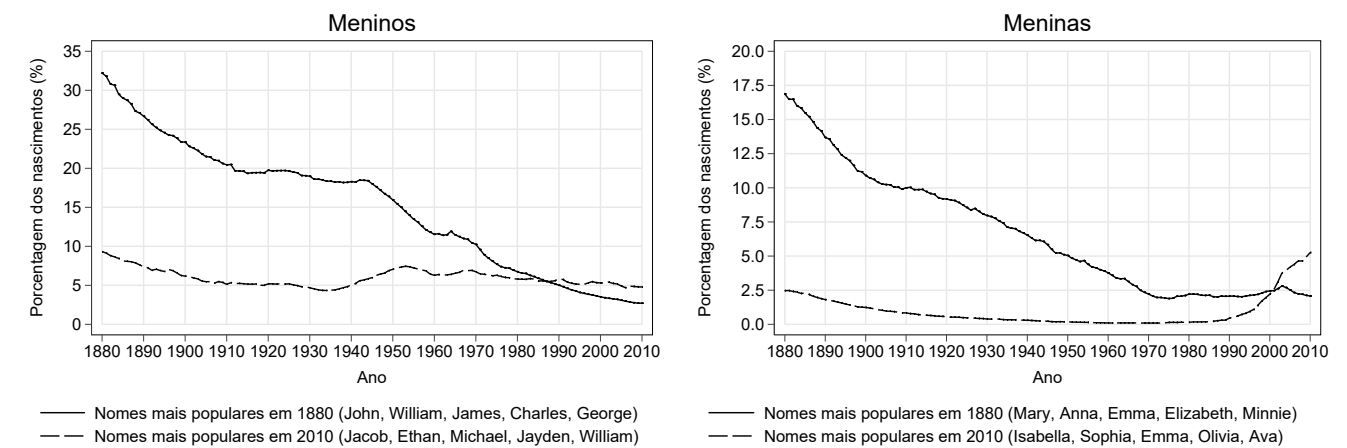 Meninos
Porcentagem dos nascimentos (%)
35
30
25
20
15
10
5
0
1880 1890 1900 1910 1920 1930 1940 1950 1960 1970 1980 1990 2000 2010
Ano
Nomes mais populares em 1880 (John, William, James, Charles, George)
Nomes mais populares em 2010 (Jacob, Ethan, Michael, Jayden, William)
Meninas
Porcentagem dos nascimentos (%)
20.0
17.5
15.0
12.5
10.0
7.5
5.0
2.5
0.0
1880 1890 1900 1910 1920 1930 1940 1950 1960 1970 1980 1990 2000 2010
Ano
Nomes mais populares em 1880 (Mary, Anna, Emma, Elizabeth, Minnie)
Nomes mais populares em 2010 (Isabella, Sophia, Emma, Olivia, Ava)